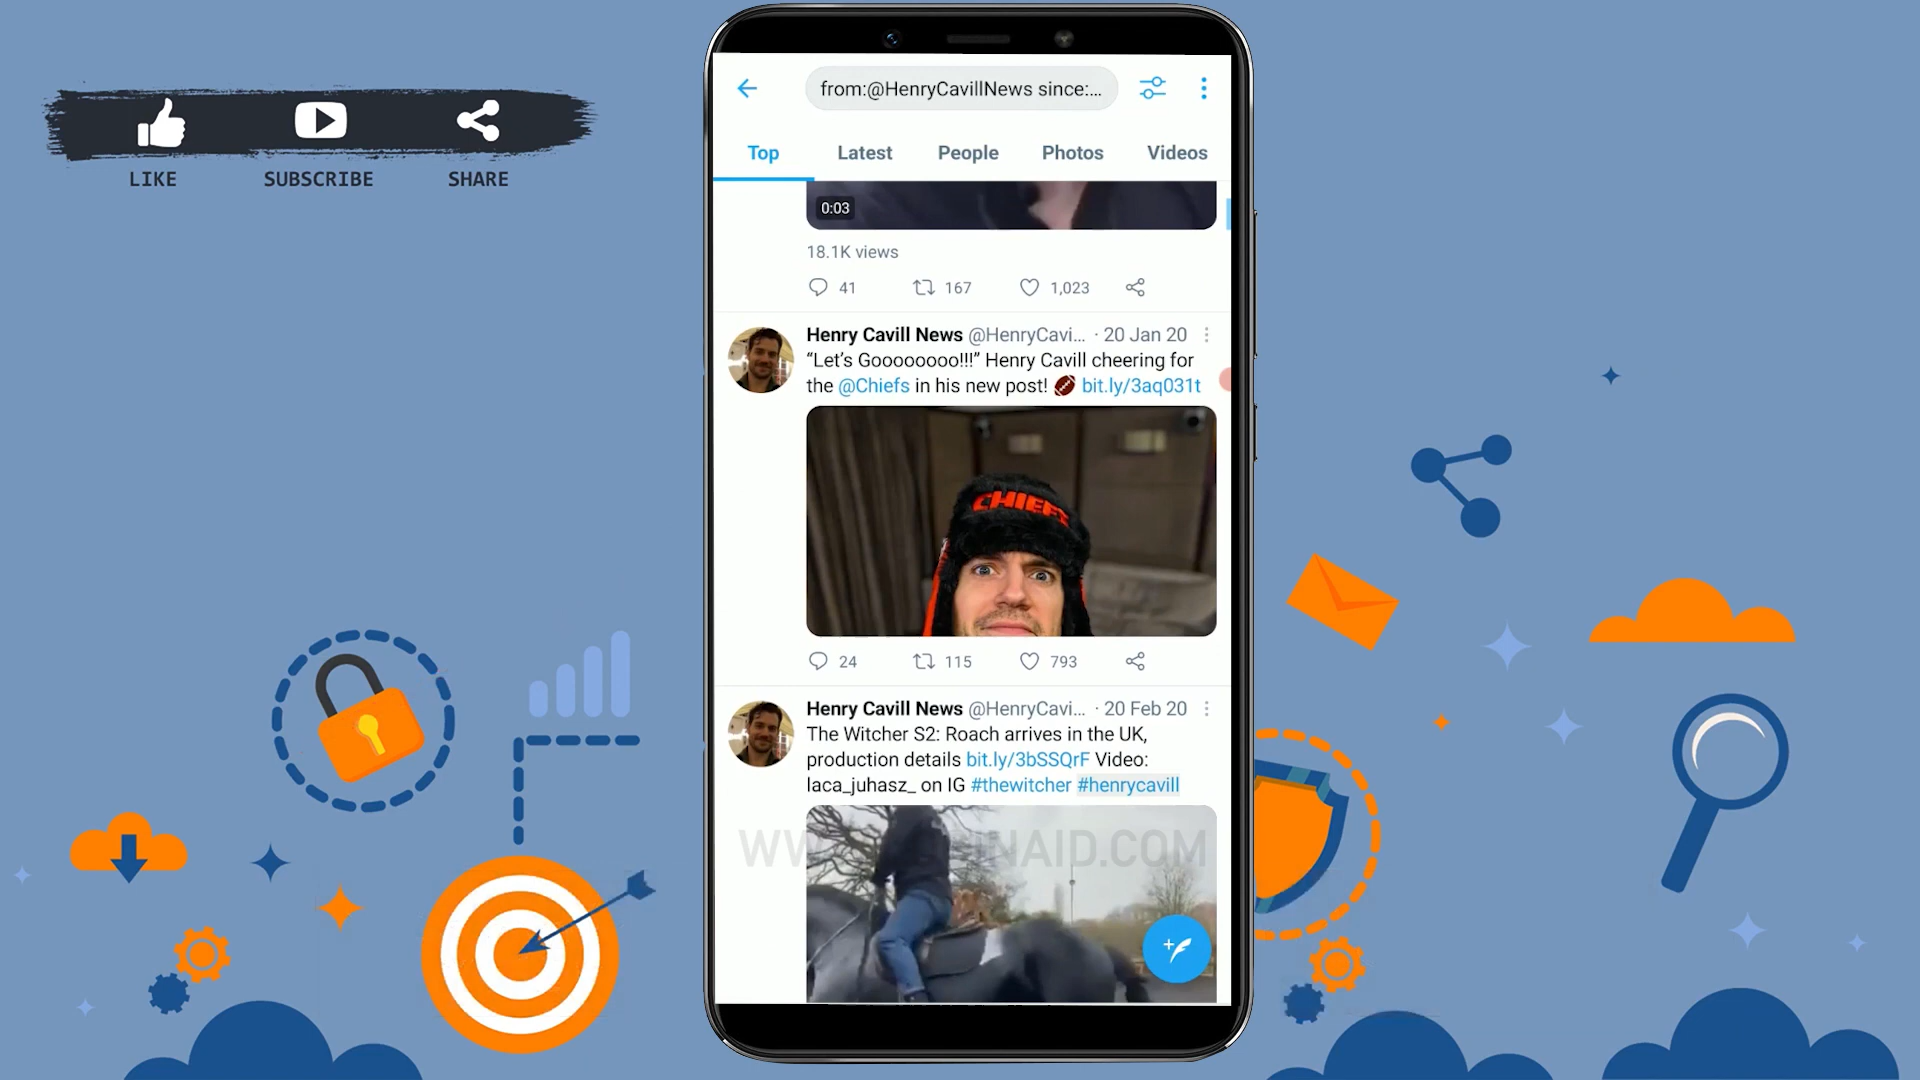 LIKE
SUBSCRIBE
SHARE
from:@HenryCavillNews since:...
Top
Latest
People
Photos
Videos
0:03
18.1K views
41
167
1,023
Henry Cavill News @HenryCavi... · 20 Jan 20
“Let’s Goooooooo!!!” Henry Cavill cheering for
the @Chiefs in his new post! 🏈 bit.ly/3aq031t
CHIEFS
24
115
793
Henry Cavill News @HenryCavi... · 20 Feb 20
The Witcher S2: Roach arrives in the UK,
production details bit.ly/3bSSQrF Video:
laca_juhasz_ on IG #thewitcher #henrycavill